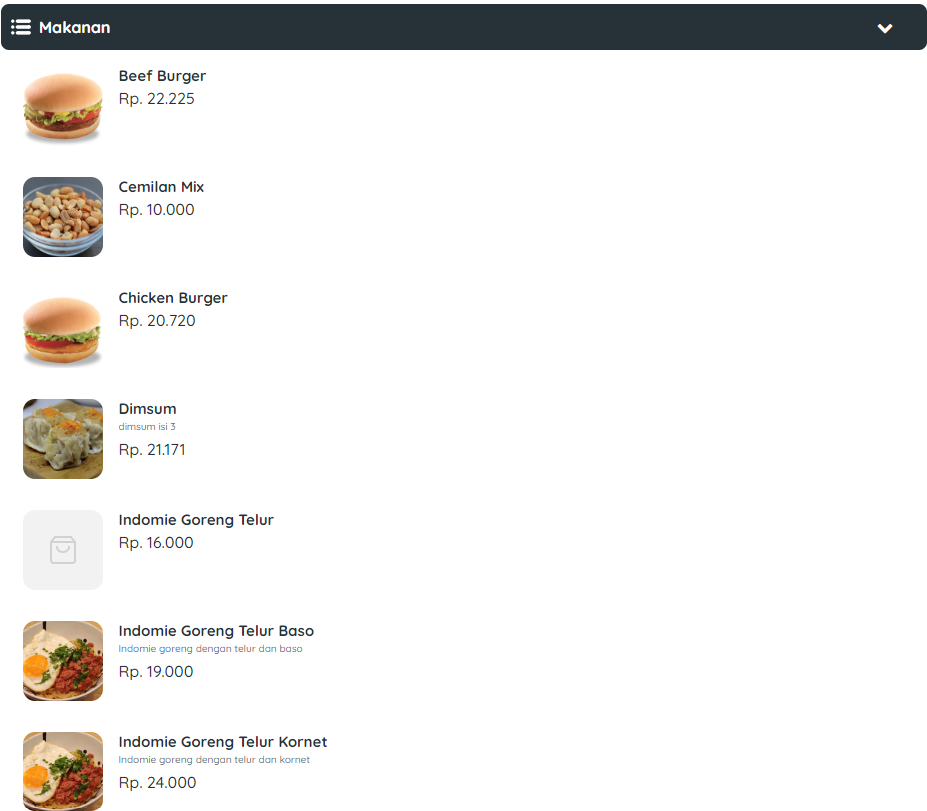 Makanan
Beef Burger
Rp. 22.225
Cemilan Mix
Rp. 10.000
Chicken Burger
Rp. 20.720
Dimsum
dimsum isi 3
Rp. 21.171
Indomie Goreng Telur
Rp. 16.000
Indomie Goreng Telur Baso
Indomie goreng dengan telur dan baso
Rp. 19.000
Indomie Goreng Telur Kornet
Indomie goreng dengan telur dan kornet
Rp. 24.000